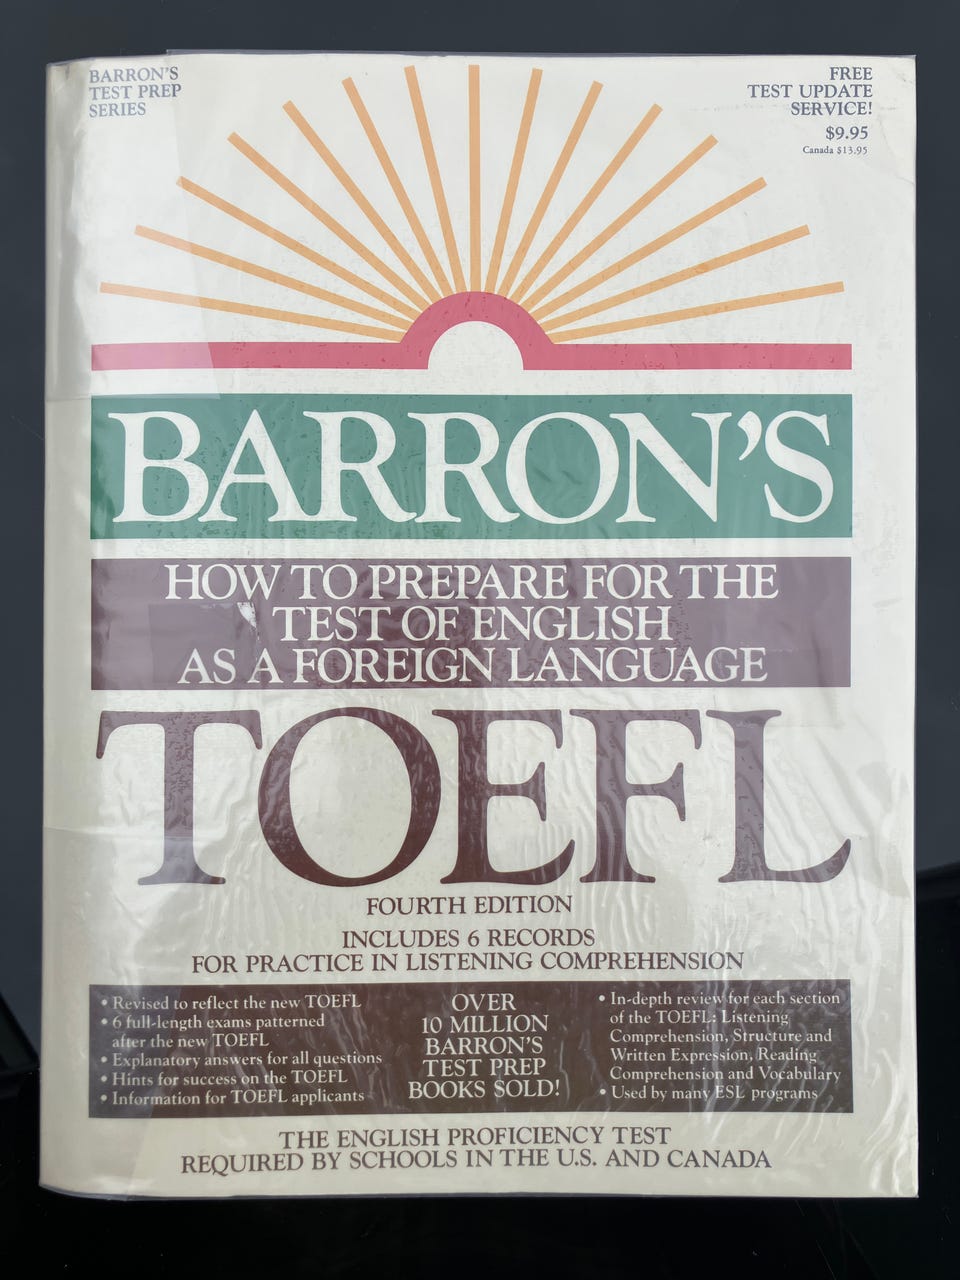 BARRON'S
TEST PREP
SERIES
FREE
TEST UPDATE
SERVICE!
$9.95
Canada $13.95
BARRON'S
HOW TO PREPARE FOR THE
TEST OF ENGLISH
AS A FOREIGN LANGUAGE
TOEFL
FOURTH EDITION
INCLUDES 6 RECORDS
FOR PRACTICE IN LISTENING COMPREHENSION
• Revised to reflect the new TOEFL
• 6 full-length exams patterned
after the new TOEFL
• Explanatory answers for all questions
• Hints for success on the TOEFL
• Information for TOEFL applicants
OVER
10 MILLION
BARRON'S
TEST PREP
BOOKS SOLD!
• In-depth review for each section
of the TOEFL: Listening
Comprehension, Structure and
Written Expression, Reading
Comprehension and Vocabulary
• Used by many ESL programs
THE ENGLISH PROFICIENCY TEST
REQUIRED BY SCHOOLS IN THE U.S. AND CANADA